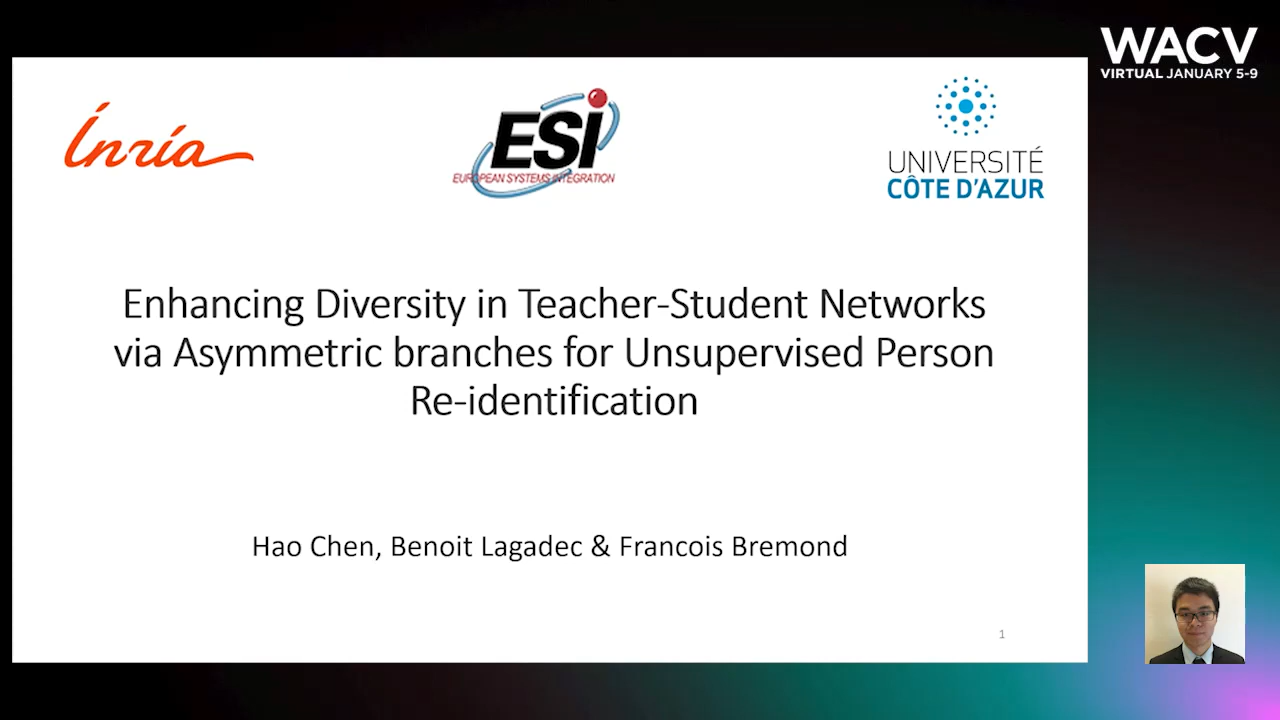 WACV
VIRTUAL JANUARY 5-9
Inria
ESI
EUROPEAN SYSTEMS INTEGRATION
UNIVERSITÉ
CÔTE D'AZUR
Enhancing Diversity in Teacher-Student Networks
via Asymmetric branches for Unsupervised Person
Re-identification
Hao Chen, Benoit Lagadec & Francois Bremond
1